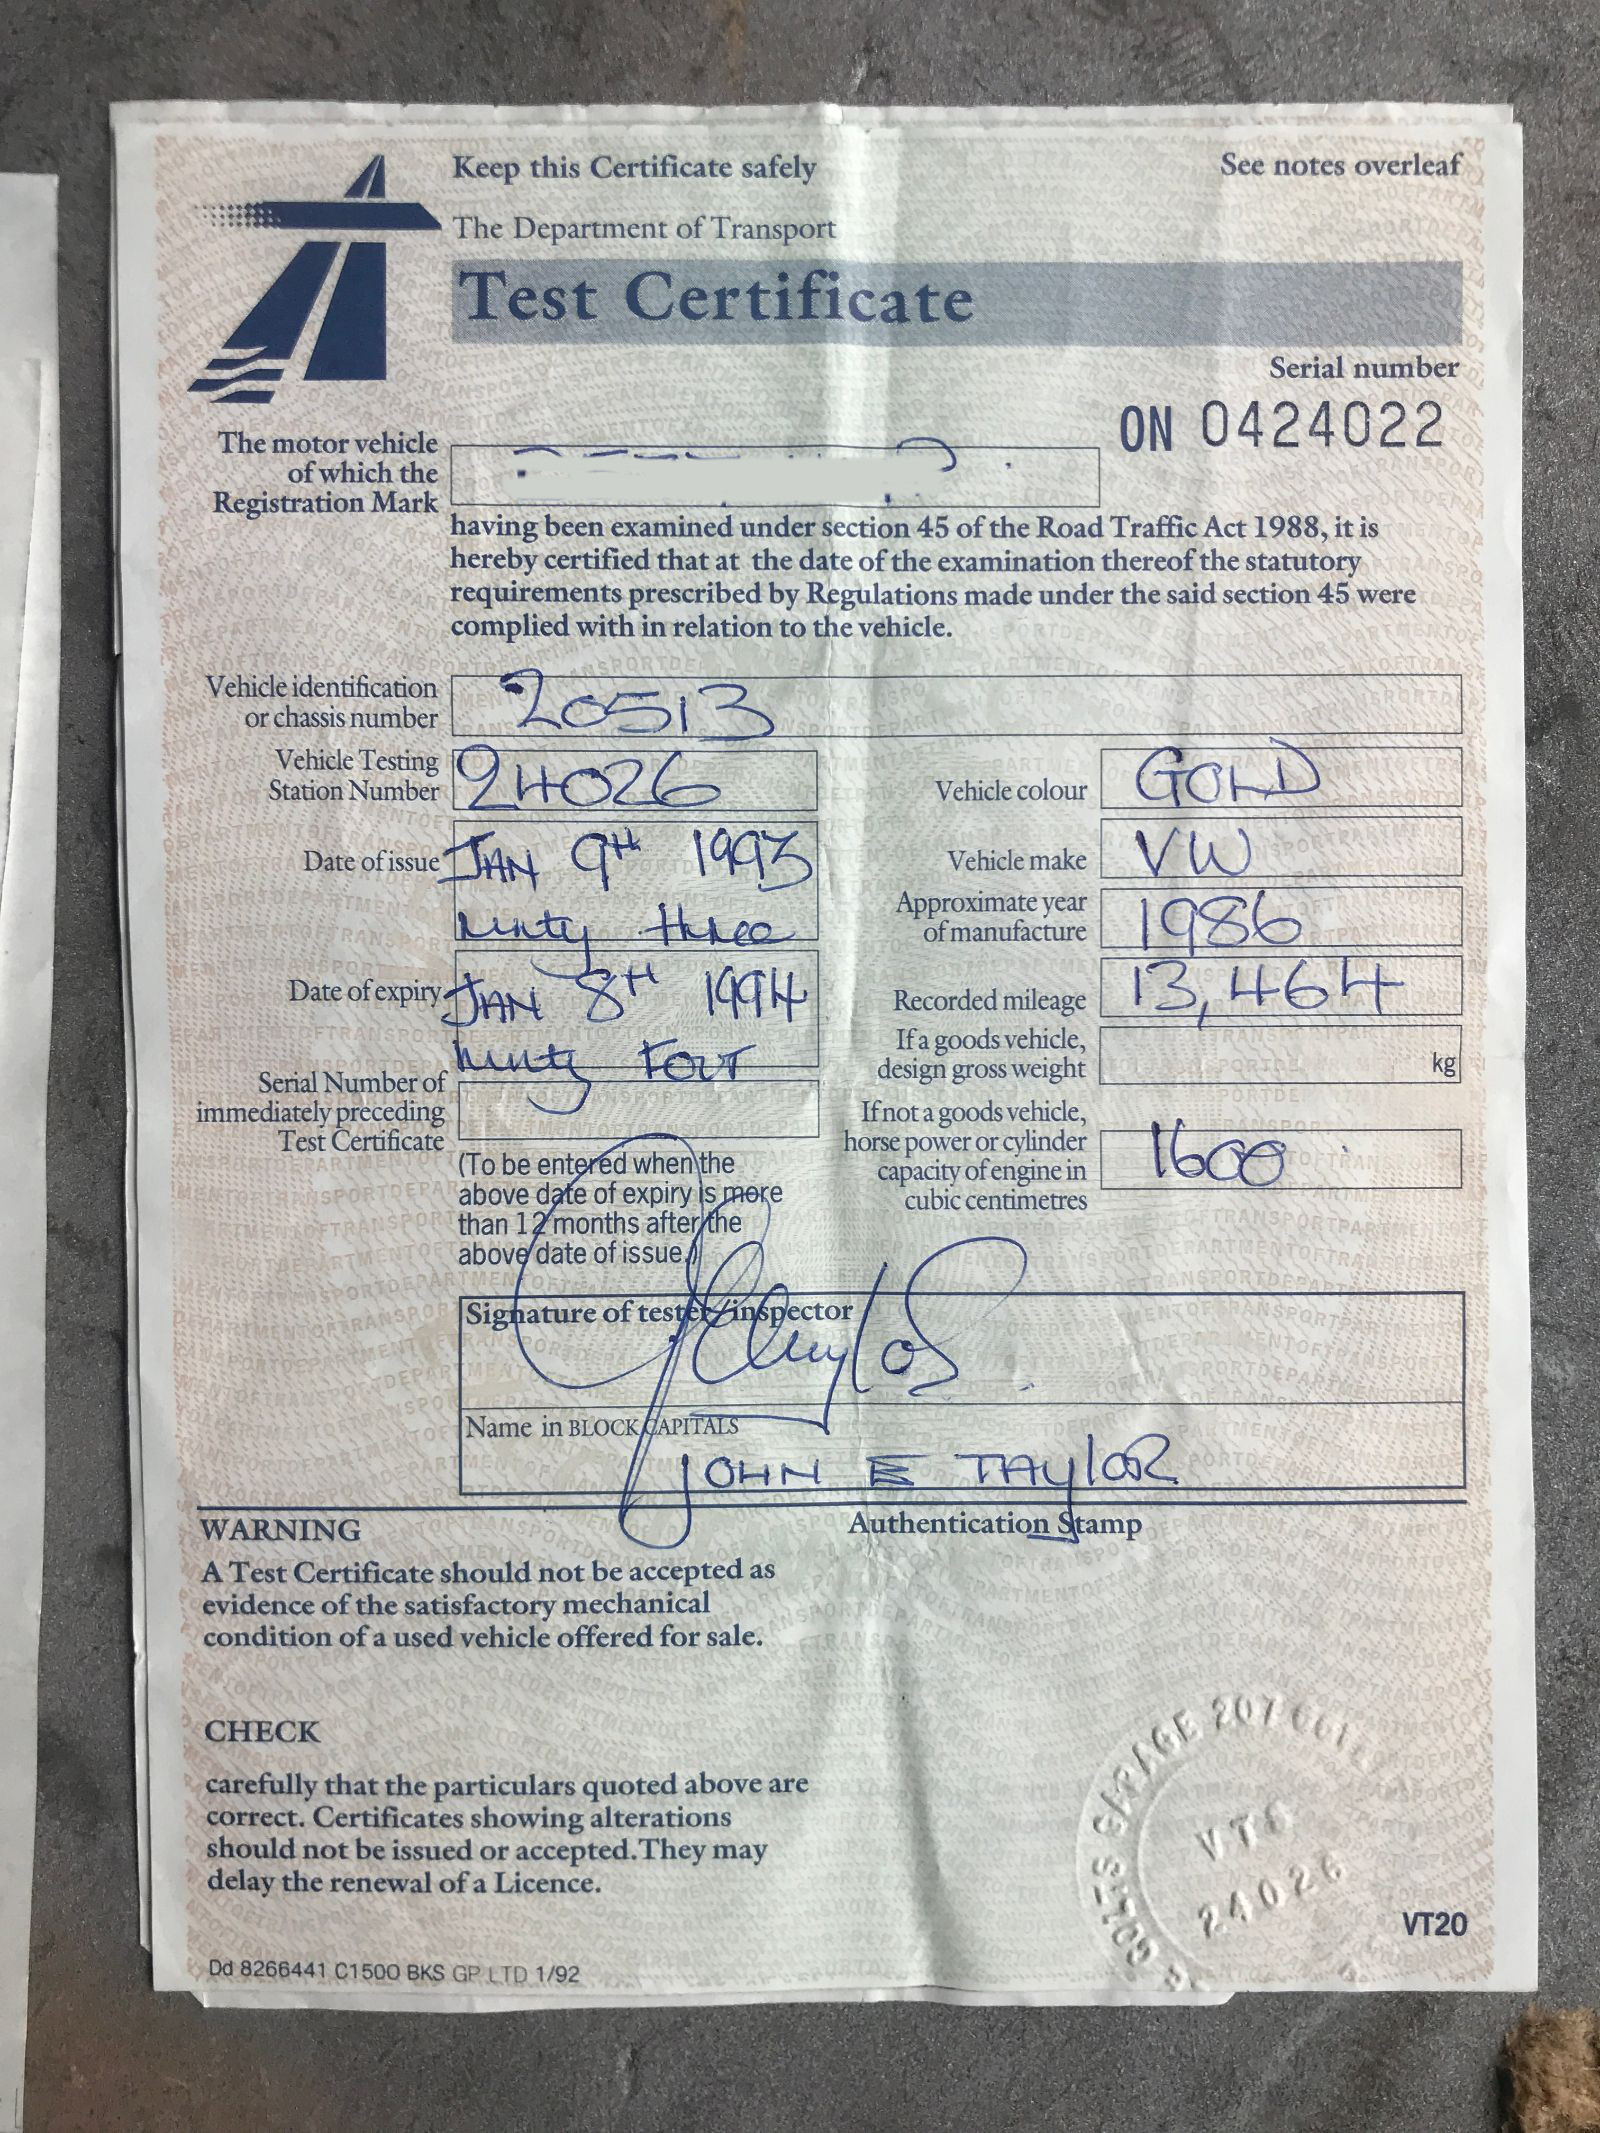 Keep this Certificate safely
See notes overleaf
The Department of Transport
Test Certificate
Serial number
ON 0424022
The motor vehicle
of which the
Registration Mark
having been examined under section 45 of the Road Traffic Act 1988, it is
hereby certified that at the date of the examination thereof the statutory
requirements prescribed by Regulations made under the said section 45 were
complied with in relation to the vehicle.
Vehicle identification
or chassis number
20513
Vehicle Testing
Station Number
24026
Vehicle colour
GOLD
Date of issue
JAN 9TH 1993
ninty three
Vehicle make
VW
Approximate year
of manufacture
1986
Date of expiry
JAN 8TH 1994
ninty Four
Recorded mileage
13,464
If a goods vehicle,
design gross weight
kg
Serial Number of
immediately preceding
Test Certificate
(To be entered when the
above date of expiry is more
than 12 months after the
above date of issue.)
If not a goods vehicle,
horse power or cylinder
capacity of engine in
cubic centimetres
1600
Signature of tester/inspector
Name in BLOCK CAPITALS
JOHN E TAYLOR
WARNING
A Test Certificate should not be accepted as
evidence of the satisfactory mechanical
condition of a used vehicle offered for sale.
Authentication Stamp
CHECK
carefully that the particulars quoted above are
correct. Certificates showing alterations
should not be issued or accepted. They may
delay the renewal of a Licence.
GARAGE 207
VTS
24026
VT20
Dd 8266441 C1500 BKS GP LTD 1/92